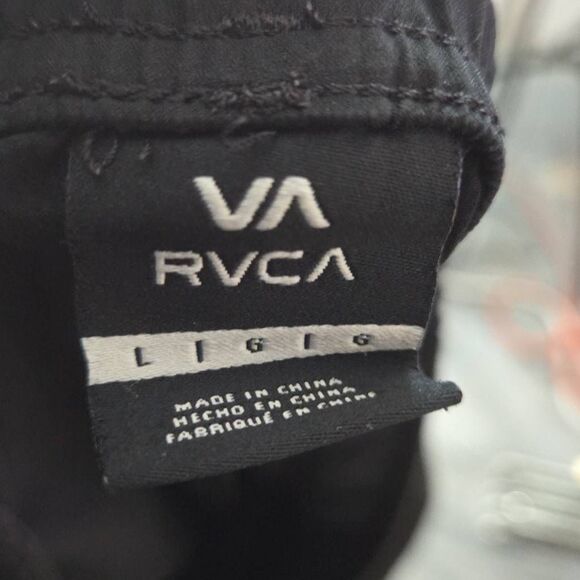 VA
RVCA
L | G | G
MADE IN CHINA
HECHO EN CHINA
FABRIQUÉ EN CHINE